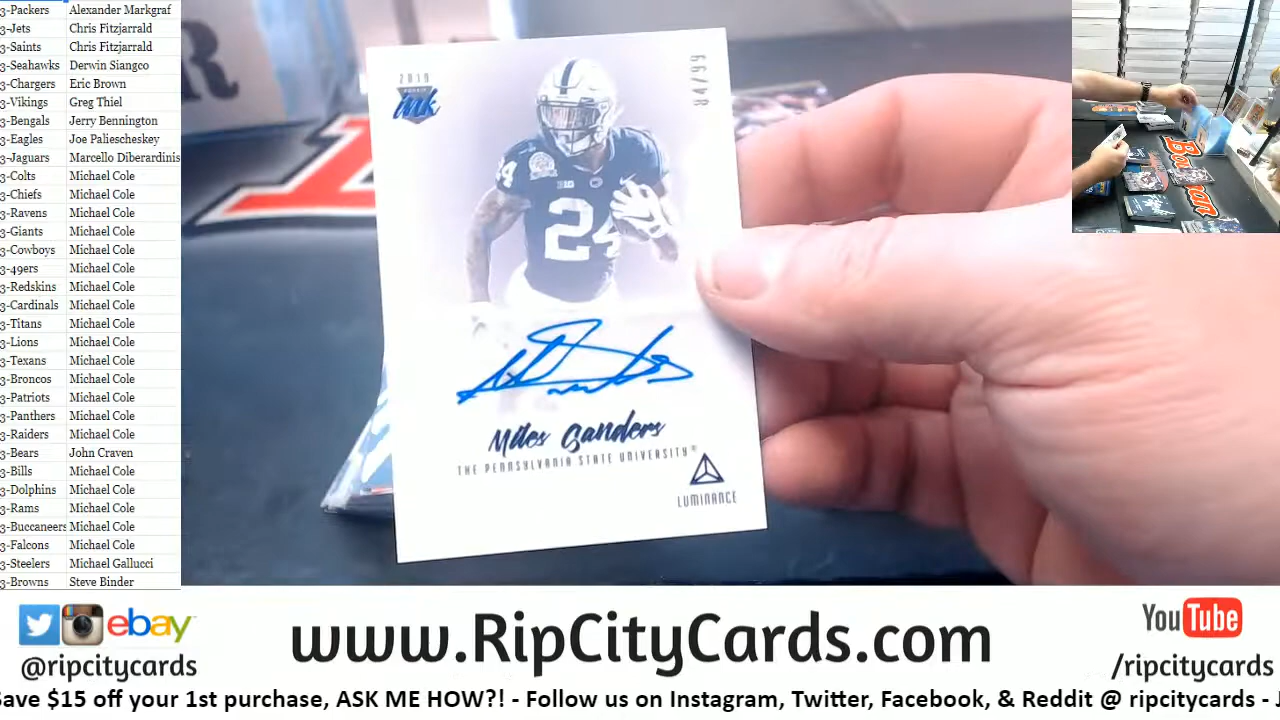 3-Packers Alexander Markgraf
3-Jets Chris Fitzjarrald
3-Saints Chris Fitzjarrald
3-Seahawks Derwin Siangco
3-Chargers Eric Brown
3-Vikings Greg Thiel
3-Bengals Jerry Bennington
3-Eagles Joe Paliescheskey
3-Jaguars Marcello Diberardinis
3-Colts Michael Cole
3-Chiefs Michael Cole
3-Ravens Michael Cole
3-Giants Michael Cole
3-Cowboys Michael Cole
3-49ers Michael Cole
3-Redskins Michael Cole
3-Cardinals Michael Cole
3-Titans Michael Cole
3-Lions Michael Cole
3-Texans Michael Cole
3-Broncos Michael Cole
3-Patriots Michael Cole
3-Panthers Michael Cole
3-Raiders Michael Cole
3-Bears John Craven
3-Bills Michael Cole
3-Dolphins Michael Cole
3-Rams Michael Cole
3-Buccaneers Michael Cole
3-Falcons Michael Cole
3-Steelers Michael Gallucci
3-Browns Steve Binder
2019
ink
84/99
24
24
B1G
Miles Sanders
THE PENNSYLVANIA STATE UNIVERSITY®
LUMINANCE
Bowman
ebay
@ripcitycards
www.RipCityCards.com
YouTube
/ripcitycards
Save $15 off your 1st purchase, ASK ME HOW?! - Follow us on Instagram, Twitter, Facebook, & Reddit @ ripcitycards -